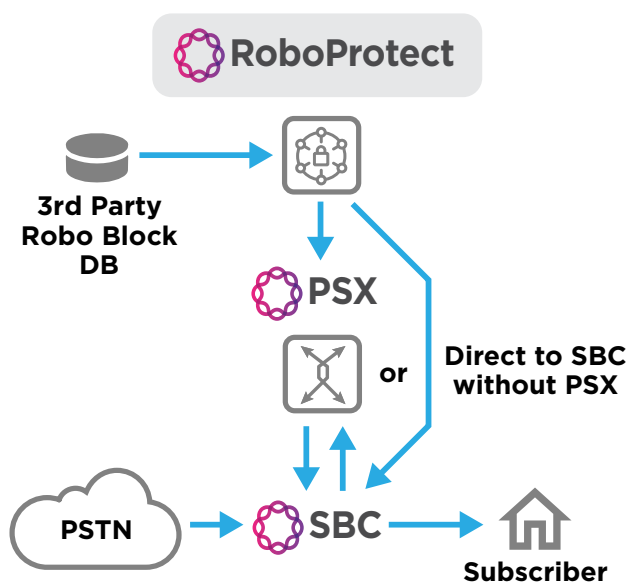 RoboProtect
3rd Party
Robo Block
DB
PSX
or
Direct to SBC
without PSX
PSTN
SBC
Subscriber